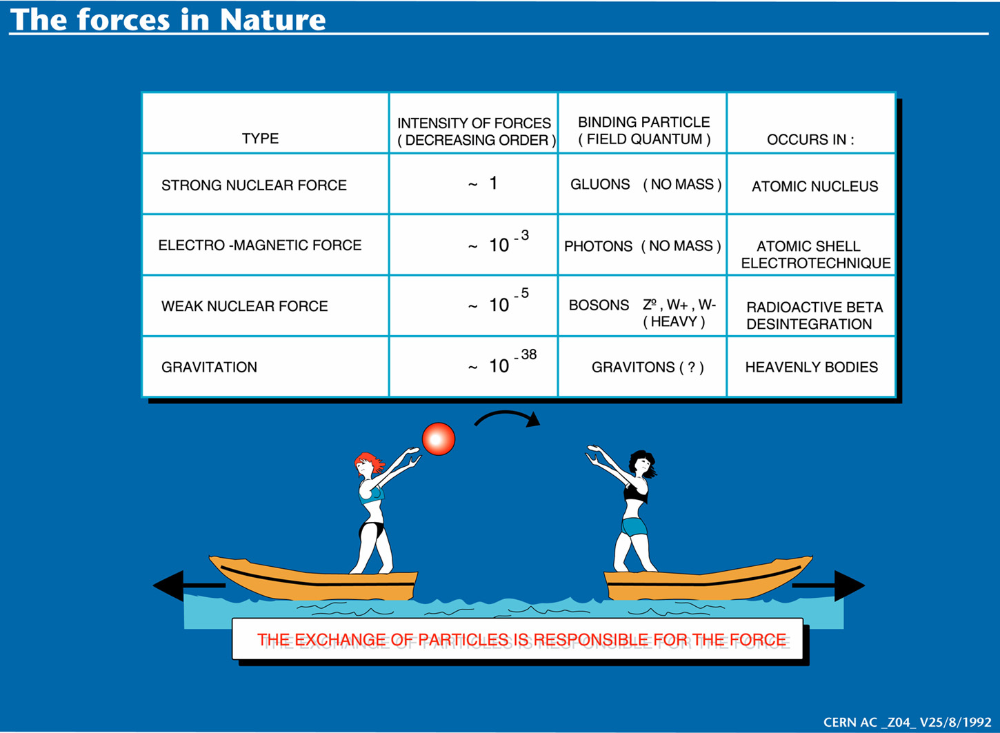 The forces in Nature
TYPE
INTENSITY OF FORCES
( DECREASING ORDER )
BINDING PARTICLE
( FIELD QUANTUM )
OCCURS IN :
STRONG NUCLEAR FORCE
~ 1
GLUONS ( NO MASS )
ATOMIC NUCLEUS
ELECTRO -MAGNETIC FORCE
~ 10 - 3
PHOTONS ( NO MASS )
ATOMIC SHELL
ELECTROTECHNIQUE
WEAK NUCLEAR FORCE
~ 10 - 5
BOSONS Zº , W+ , W-
( HEAVY )
RADIOACTIVE BETA
DESINTEGRATION
GRAVITATION
~ 10 - 38
GRAVITONS ( ? )
HEAVENLY BODIES
THE EXCHANGE OF PARTICLES IS RESPONSIBLE FOR THE FORCE
CERN AC _Z04_ V25/8/1992